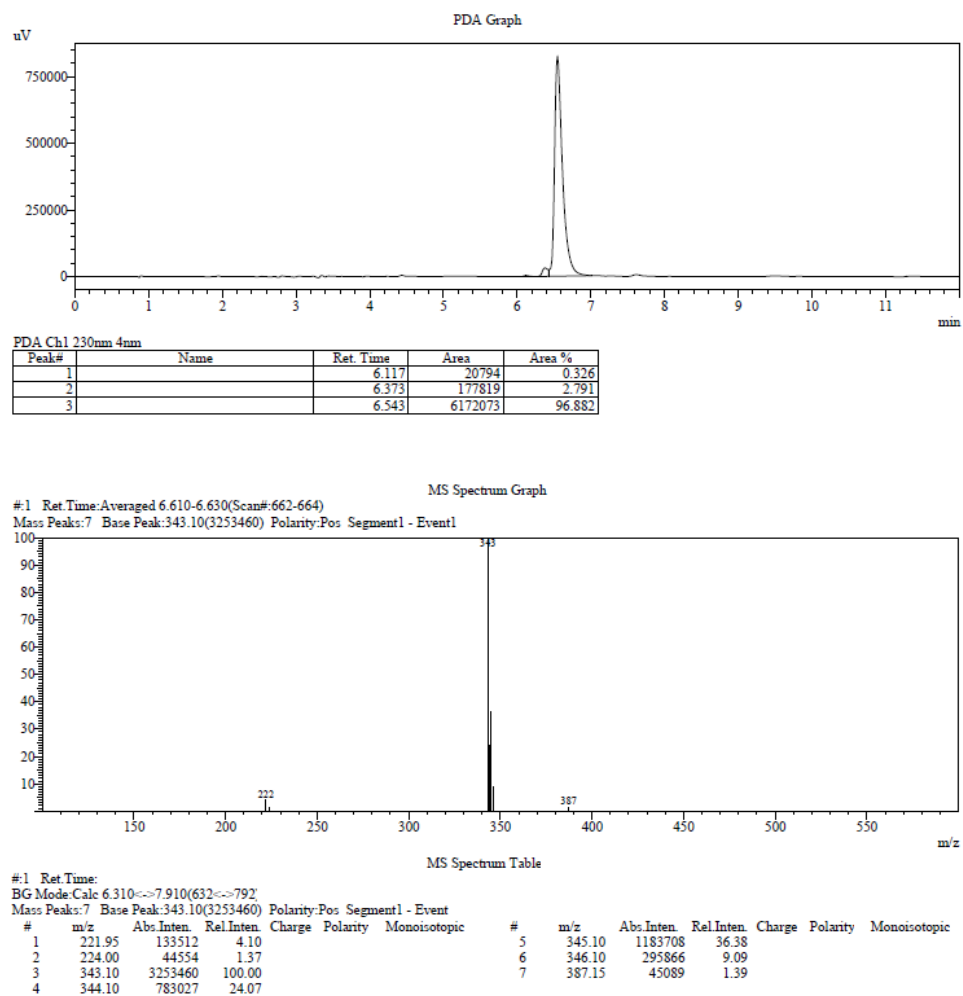 PDA Graph
uV
750000
500000
250000
0
0 1 2 3 4 5 6 7 8 9 10 11
min
PDA Ch1 230nm 4nm
Peak# Name Ret. Time Area Area %
1 6.117 20794 0.326
2 6.373 177819 2.791
3 6.543 6172073 96.882
MS Spectrum Graph
#:1 Ret.Time:Averaged 6.610-6.630(Scan#:662-664)
Mass Peaks:7 Base Peak:343.10(3253460) Polarity:Pos Segment1 - Event1
100
90
80
70
60
50
40
30
20
10
343
222
387
150 200 250 300 350 400 450 500 550
m/z
MS Spectrum Table
#:1 Ret.Time:
BG Mode:Calc 6.310<->7.910(632<->792)
Mass Peaks:7 Base Peak:343.10(3253460) Polarity:Pos Segment1 - Event
# m/z Abs.Inten. Rel.Inten. Charge Polarity Monoisotopic # m/z Abs.Inten. Rel.Inten. Charge Polarity Monoisotopic
1 221.95 133512 4.10 5 345.10 1183708 36.38
2 224.00 44554 1.37 6 346.10 295866 9.09
3 343.10 3253460 100.00 7 387.15 45089 1.39
4 344.10 783027 24.07